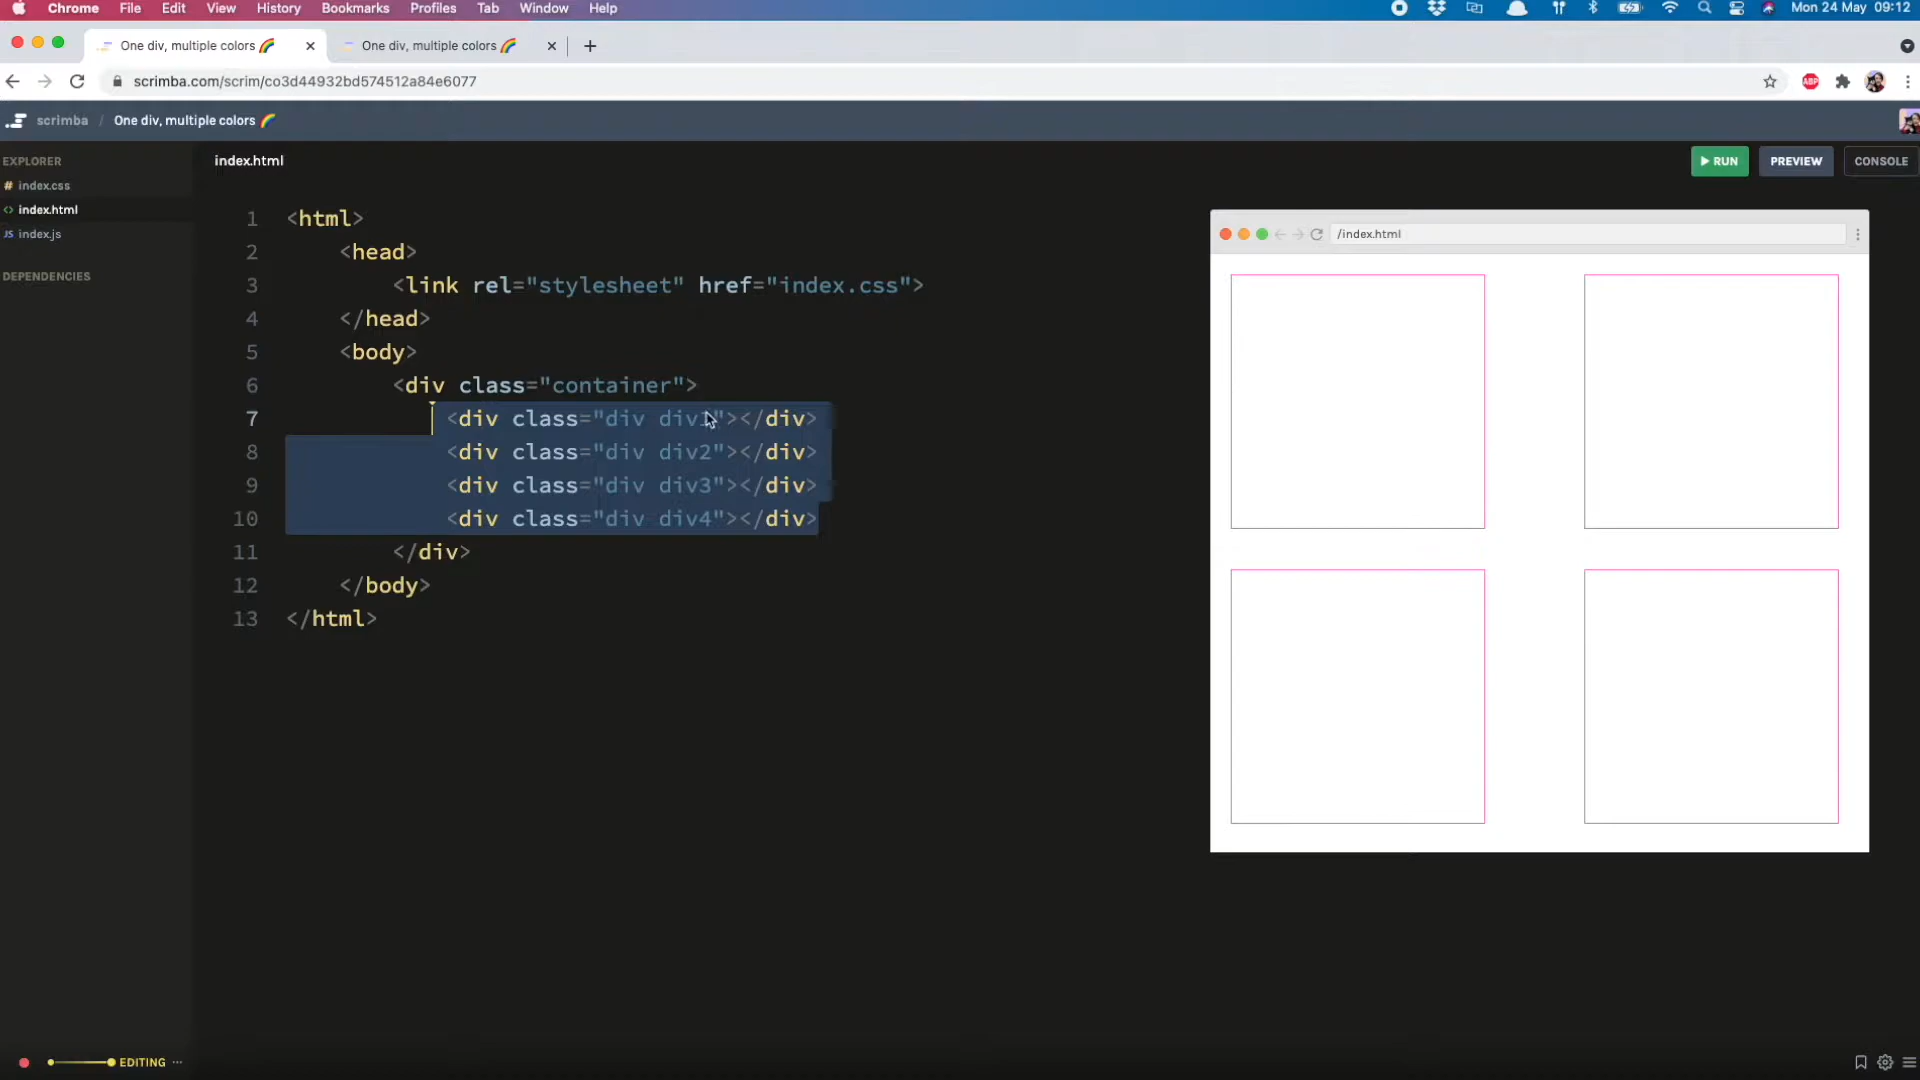 Chrome File Edit View History Bookmarks Profiles Tab Window Help Mon 24 May 09:12
One div, multiple colors 🌈 One div, multiple colors 🌈
scrimba.com/scrim/co3d44932bd574512a84e6077 ABP
scrimba / One div, multiple colors 🌈
EXPLORER
# index.css
<> index.html
JS index.js
DEPENDENCIES
index.html
RUN PREVIEW CONSOLE
1 <html>
2 <head>
3 <link rel="stylesheet" href="index.css">
4 </head>
5 <body>
6 <div class="container">
7 <div class="div div1"></div>
8 <div class="div div2"></div>
9 <div class="div div3"></div>
10 <div class="div div4"></div>
11 </div>
12 </body>
13 </html>
/index.html
EDITING ...